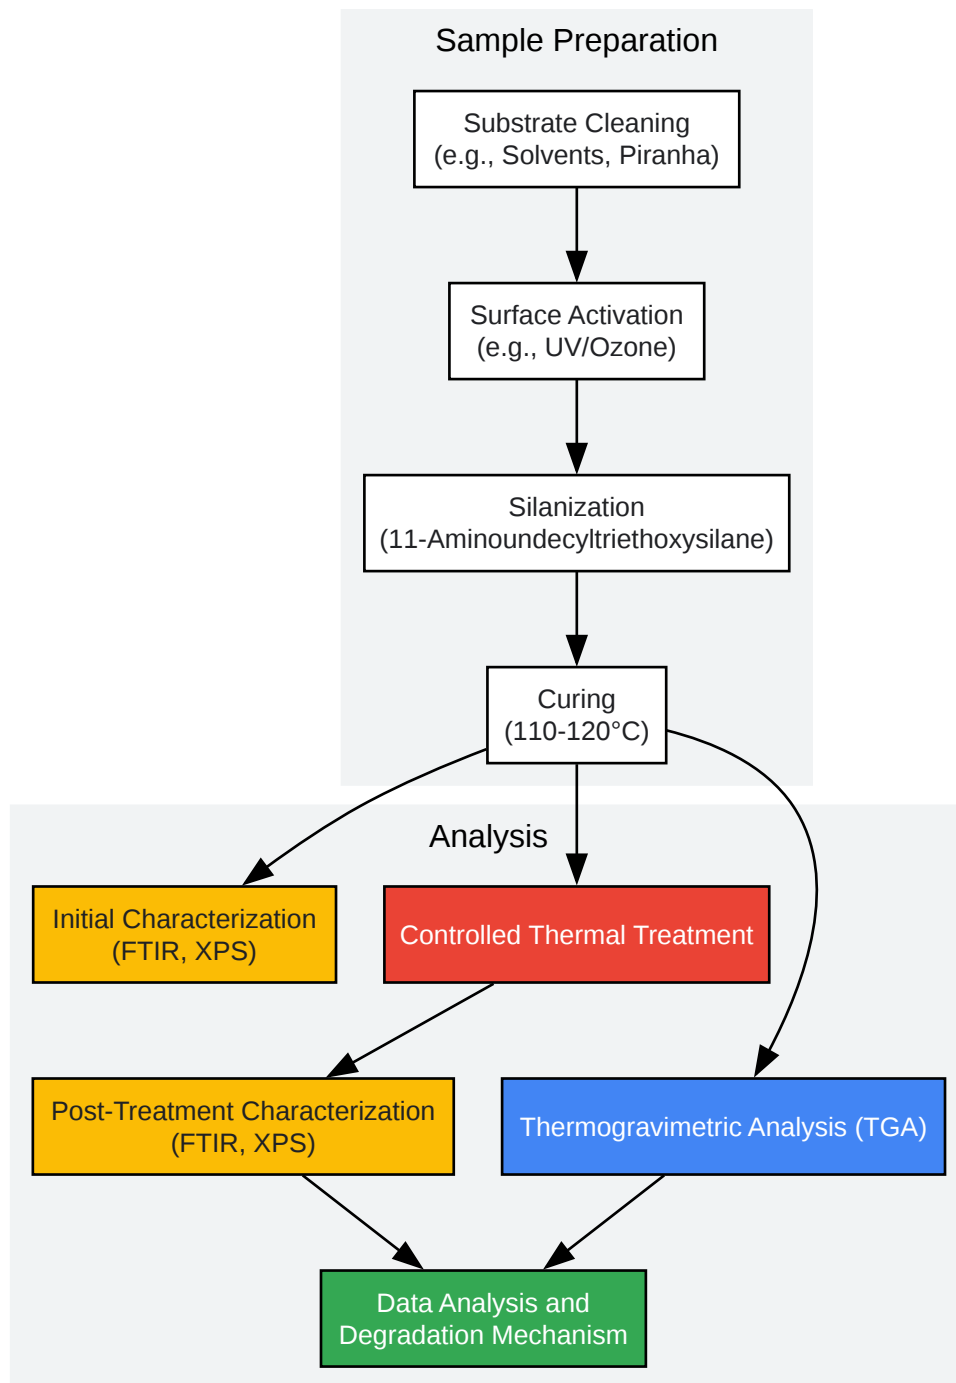 Sample Preparation
Substrate Cleaning
(e.g., Solvents, Piranha)
Surface Activation
(e.g., UV/Ozone)
Silanization
(11-Aminoundecyltriethoxysilane)
Curing
(110-120°C)
Analysis
Initial Characterization
(FTIR, XPS)
Controlled Thermal Treatment
Post-Treatment Characterization
(FTIR, XPS)
Thermogravimetric Analysis (TGA)
Data Analysis and
Degradation Mechanism